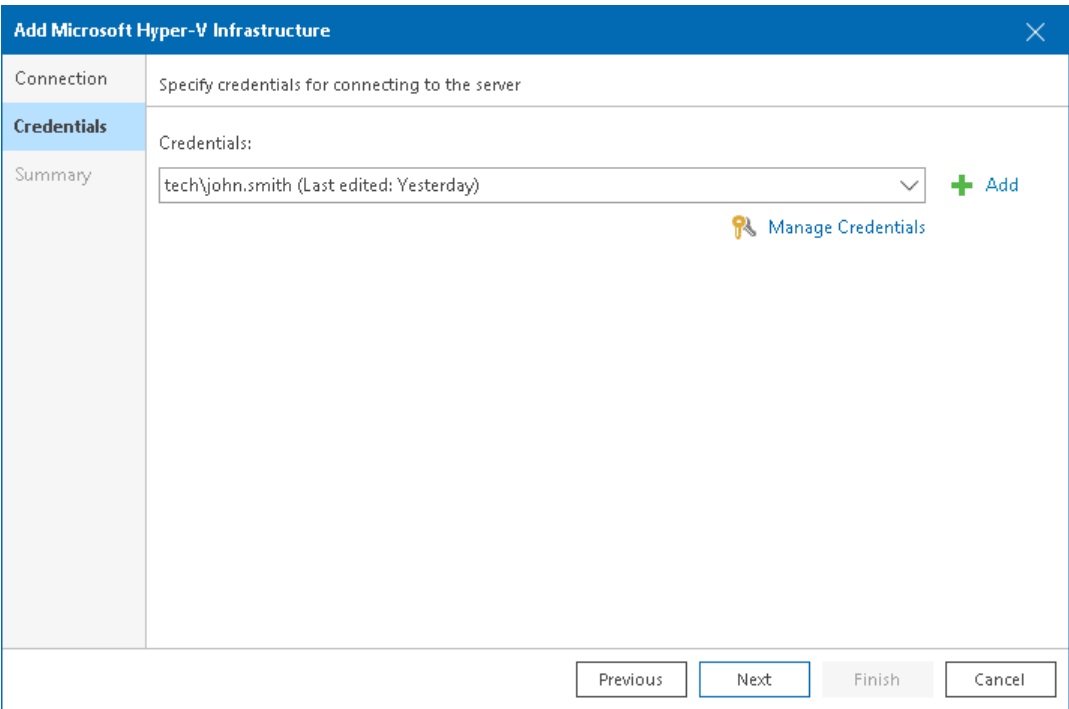 Add Microsoft Hyper-V Infrastructure
Connection
Specify credentials for connecting to the server
Credentials
Credentials:
Summary
tech\john.smith (Last edited: Yesterday)
Add
Manage Credentials
Previous
Next
Finish
Cancel